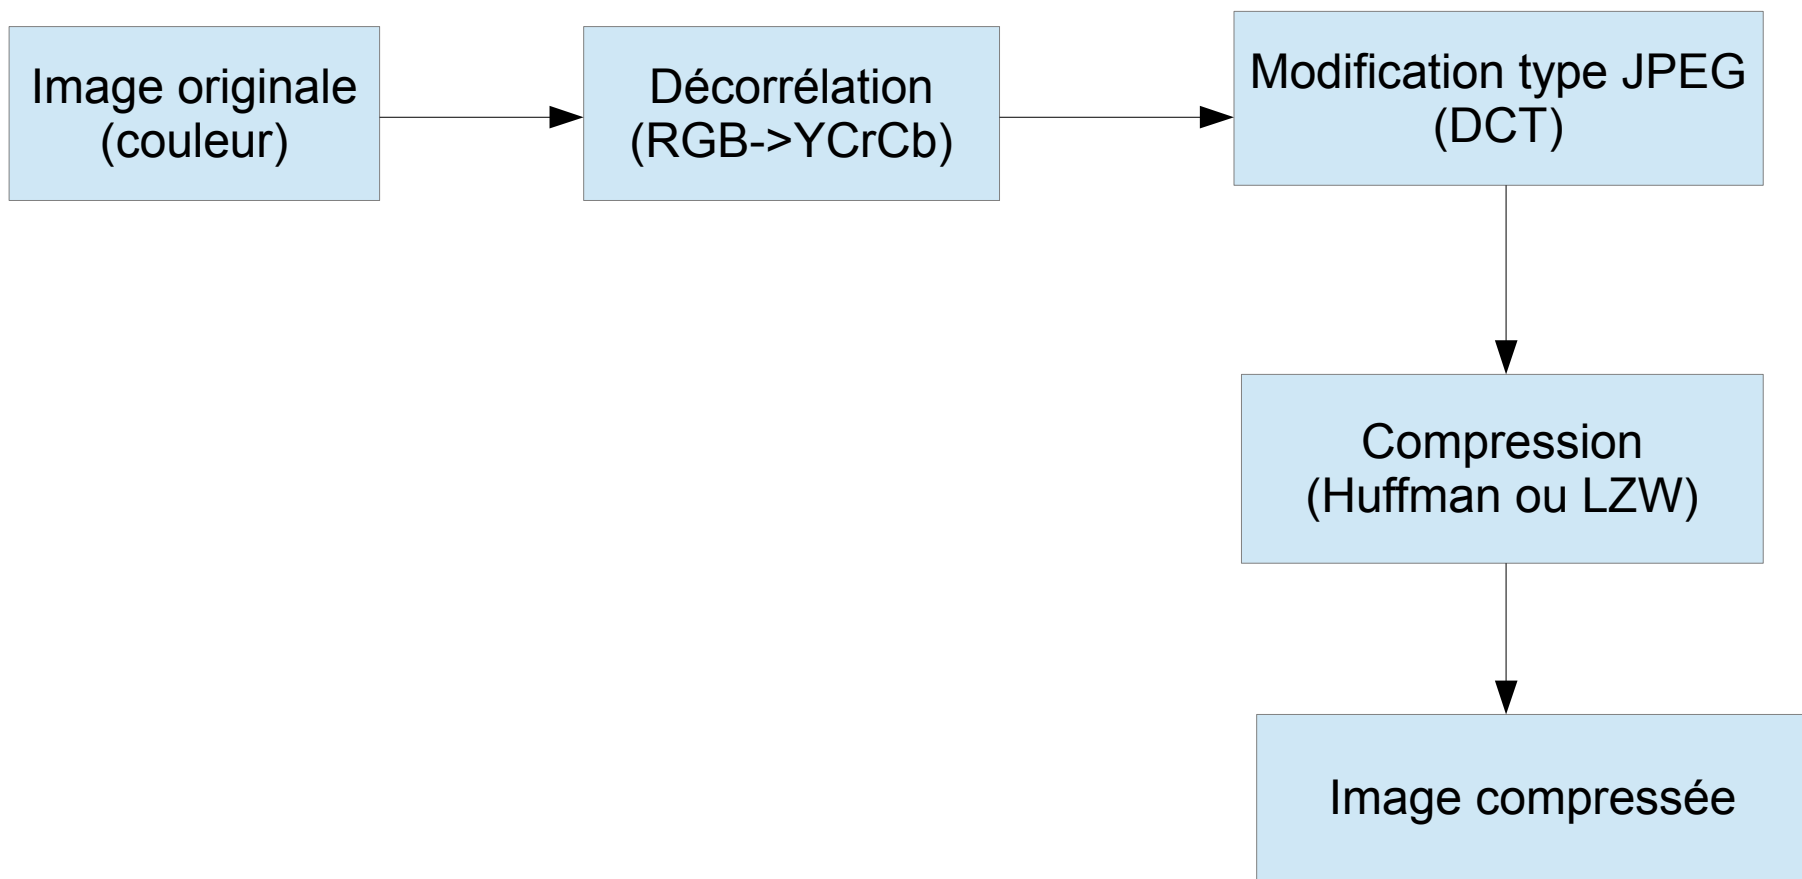 Image originale
(couleur)
Décorrélation
(RGB->YCrCb)
Modification type JPEG
(DCT)
Compression
(Huffman ou LZW)
Image compressée